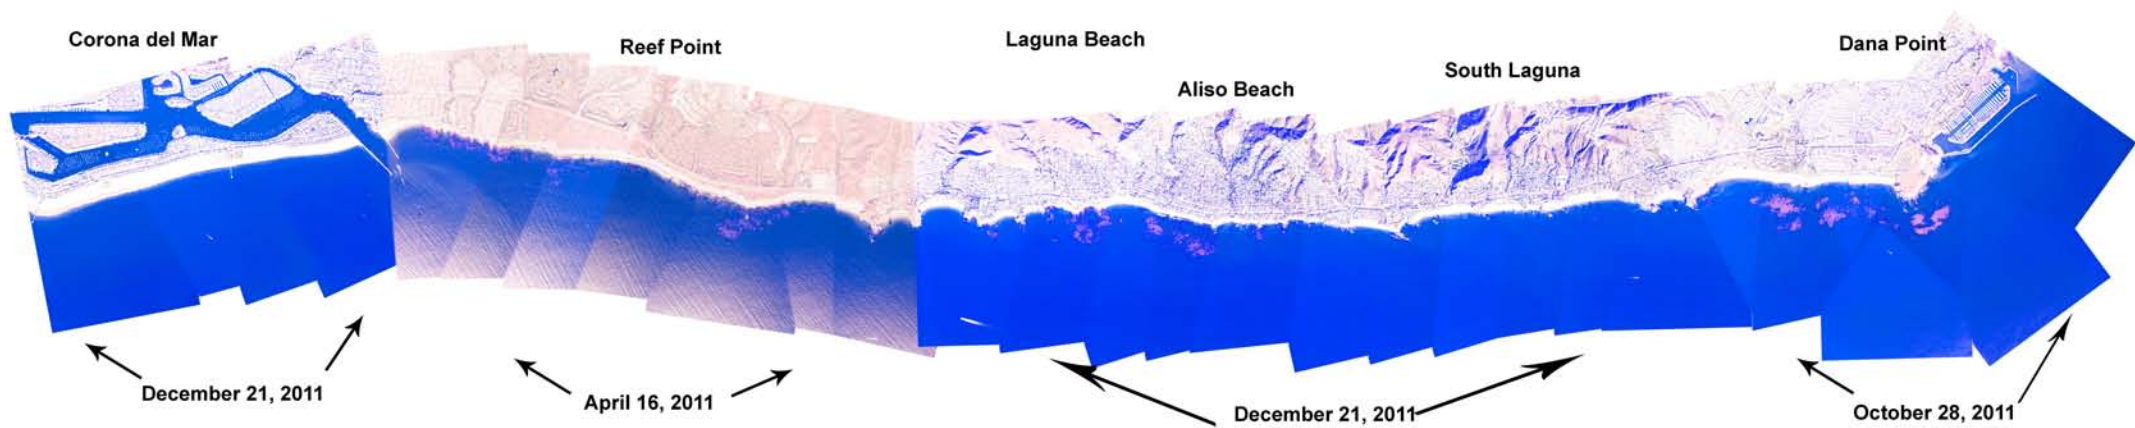 Corona del Mar
Reef Point
Laguna Beach
Aliso Beach
South Laguna
Dana Point
December 21, 2011
April 16, 2011
December 21, 2011
October 28, 2011